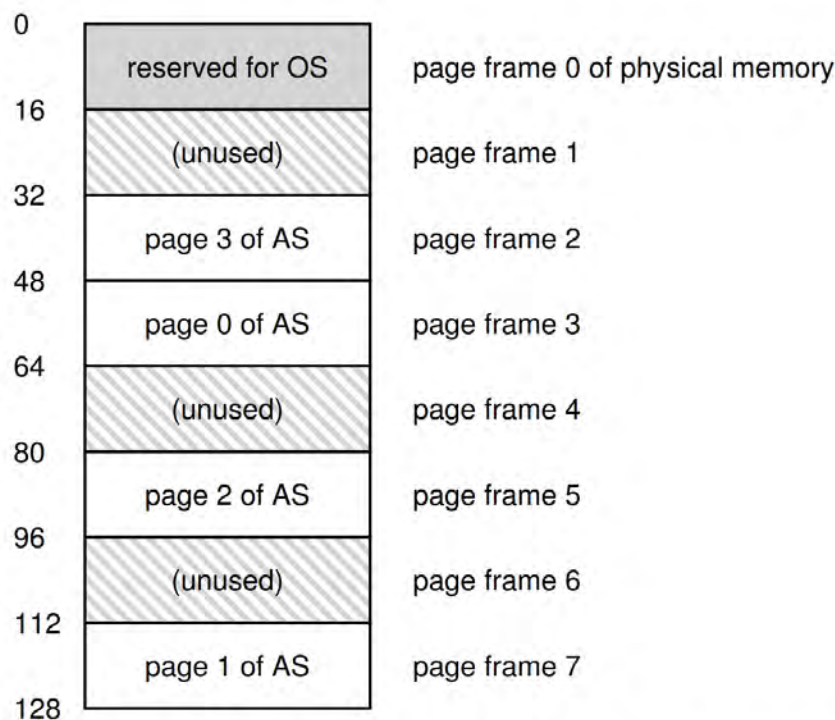 0
reserved for OS page frame 0 of physical memory
16
(unused) page frame 1
32
page 3 of AS page frame 2
48
page 0 of AS page frame 3
64
(unused) page frame 4
80
page 2 of AS page frame 5
96
(unused) page frame 6
112
page 1 of AS page frame 7
128